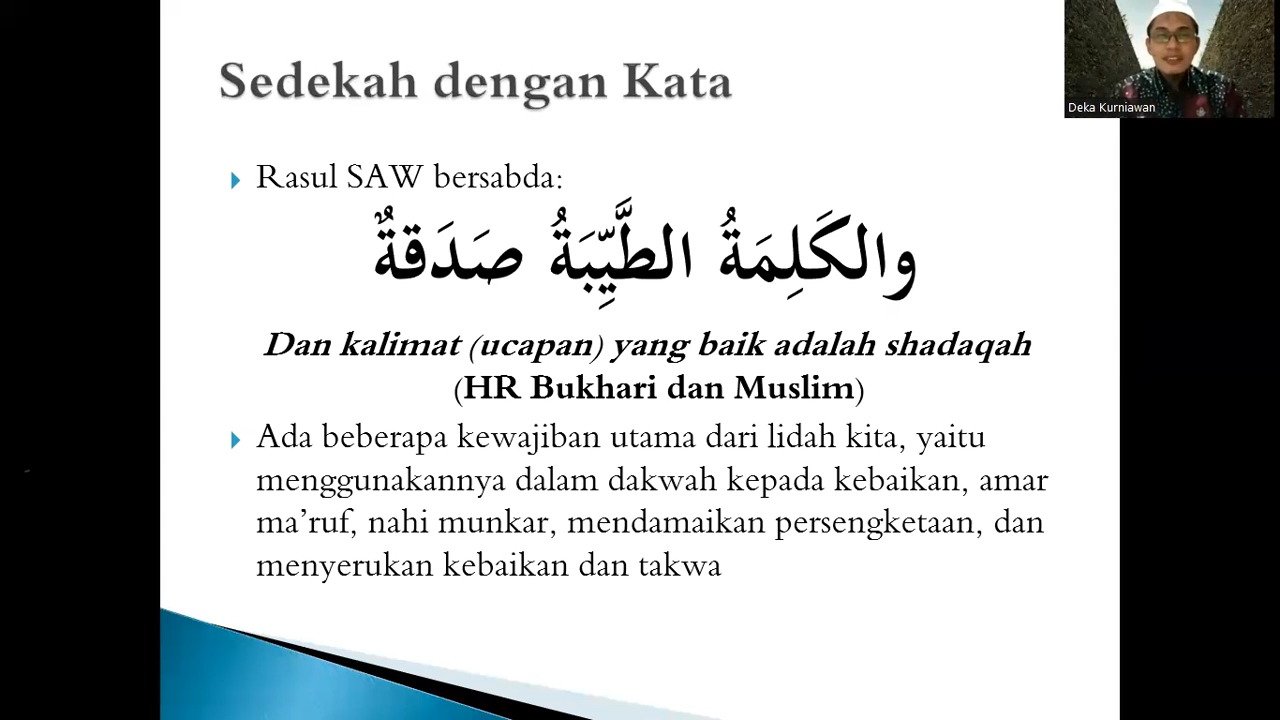 Sedekah dengan Kata
Deka Kurniawan
Rasul SAW bersabda:
والكَلِمَةُ الطَّيِّبَةُ صَدَقةٌ
Dan kalimat (ucapan) yang baik adalah shadaqah
(HR Bukhari dan Muslim)
Ada beberapa kewajiban utama dari lidah kita, yaitu
menggunakannya dalam dakwah kepada kebaikan, amar
ma’ruf, nahi munkar, mendamaikan persengketaan, dan
menyerukan kebaikan dan takwa